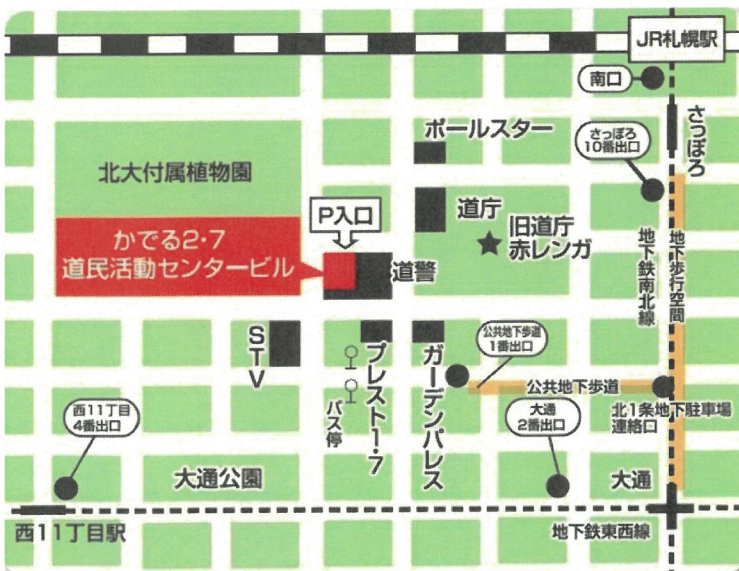 JR札幌駅
南口
さっぽろ
ポールスター
さっぽろ
10番出口
北大付属植物園
P入口
道庁
旧道庁
赤レンガ
かでる2・7
道民活動センタービル
道警
地下鉄南北線
地下歩行空間
STV
プレスト1・7
ガーデンパレス
公共地下歩道
1番出口
公共地下歩道
バス停
西11丁目
4番出口
大通
2番出口
北1条地下駐車場
連絡口
大通公園
大通
西11丁目駅
地下鉄東西線